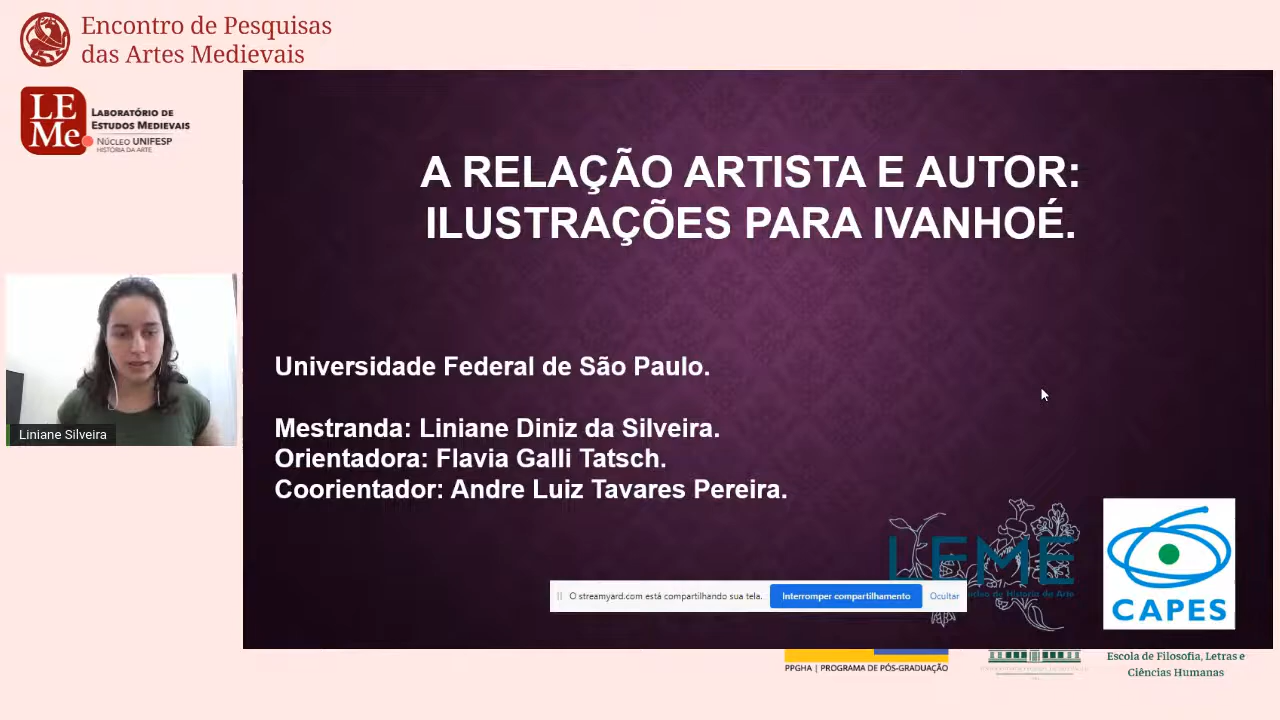 Encontro de Pesquisas
das Artes Medievais
LE
Me
LABORATÓRIO DE
ESTUDOS MEDIEVAIS
NÚCLEO UNIFESP
HISTÓRIA DA ARTE
A RELAÇÃO ARTISTA E AUTOR:
ILUSTRAÇÕES PARA IVANHOÉ.
Universidade Federal de São Paulo.
Mestranda: Liniane Diniz da Silveira.
Orientadora: Flavia Galli Tatsch.
Coorientador: Andre Luiz Tavares Pereira.
Liniane Silveira
LEME
de História da Arte
CAPES
O streamyard.com está compartilhando sua tela.
Interromper compartilhamento
Ocultar
PPGHA | PROGRAMA DE PÓS-GRADUAÇÃO
Escola de Filosofia, Letras e
Ciências Humanas